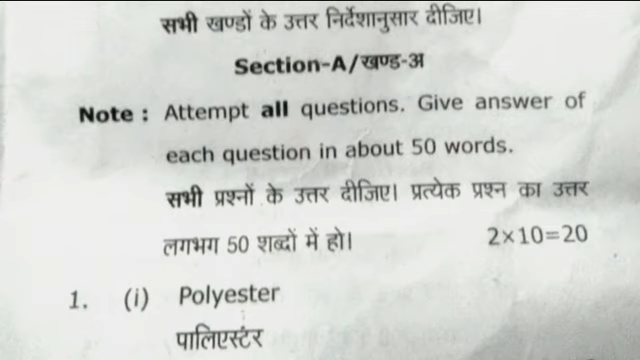 सभी खण्डों के उत्तर निर्देशानुसार दीजिए।
Section-A/खण्ड-अ
Note : Attempt all questions. Give answer of
each question in about 50 words.
सभी प्रश्नों के उत्तर दीजिए। प्रत्येक प्रश्न का उत्तर
लगभग 50 शब्दों में हो। 2×10=20
1. (i) Polyester
पालिएस्टर